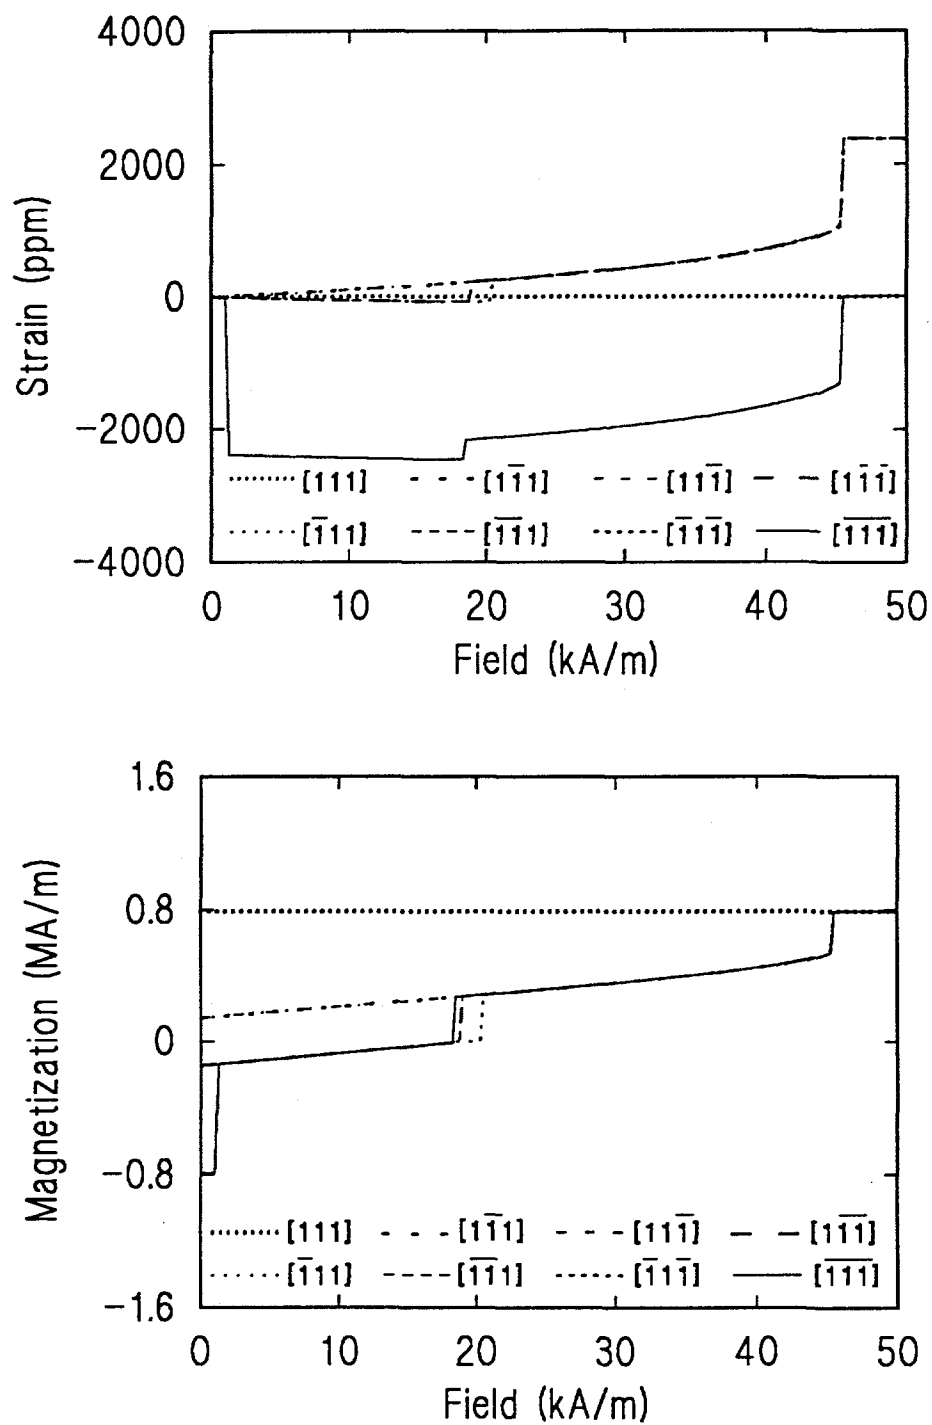 4000
2000
0
−2000
−4000
Strain (ppm)
[111] [11̅1] [111̅] [11̅1̅]
[1̅11] [1̅1̅1] [1̅11̅] [1̅1̅1̅]
0 10 20 30 40 50
Field (kA/m)
1.6
0.8
0
−0.8
−1.6
Magnetization (MA/m)
[111] [11̅1] [111̅] [11̅1̅]
[1̅11] [1̅1̅1] [1̅11̅] [1̅1̅1̅]
0 10 20 30 40 50
Field (kA/m)